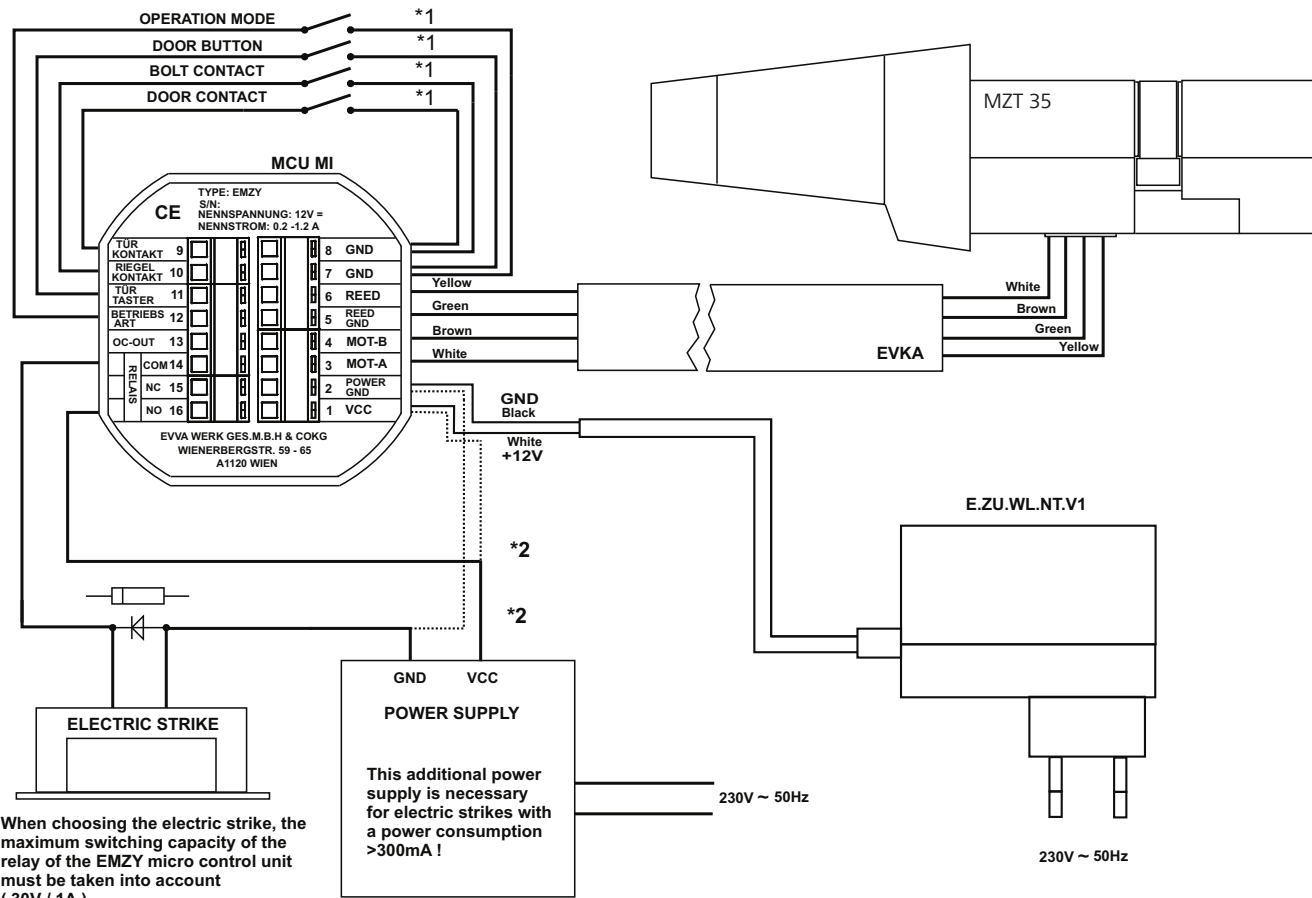 OPERATION MODE
*1
DOOR BUTTON
*1
BOLT CONTACT
*1
DOOR CONTACT
*1
MCU MI
TYPE: EMZY
S/N:
NENNSPANNUNG: 12V =
NENNSTROM: 0.2 -1.2 A
CE
TÜR
KONTAKT 9
RIEGEL
KONTAKT 10
TÜR
TASTER 11
BETRIEBS
ART 12
OC-OUT 13
RELAIS
COM 14
NC 15
NO 16
8 GND
7 GND
6 REED
5 REED
GND
4 MOT-B
3 MOT-A
2 POWER
GND
1 VCC
EVVA WERK GES.M.B.H & COKG
WIENERBERGSTR. 59 - 65
A1120 WIEN
Yellow
Green
Brown
White
EVKA
White
Brown
Green
Yellow
MZT 35
GND
Black
White
+12V
*2
*2
E.ZU.WL.NT.V1
230V ~ 50Hz
GND VCC
POWER SUPPLY
This additional power
supply is necessary
for electric strikes with
a power consumption
>300mA !
230V ~ 50Hz
ELECTRIC STRIKE
When choosing the electric strike, the
maximum switching capacity of the
relay of the EMZY micro control unit
must be taken into account
( 30V / 1A )